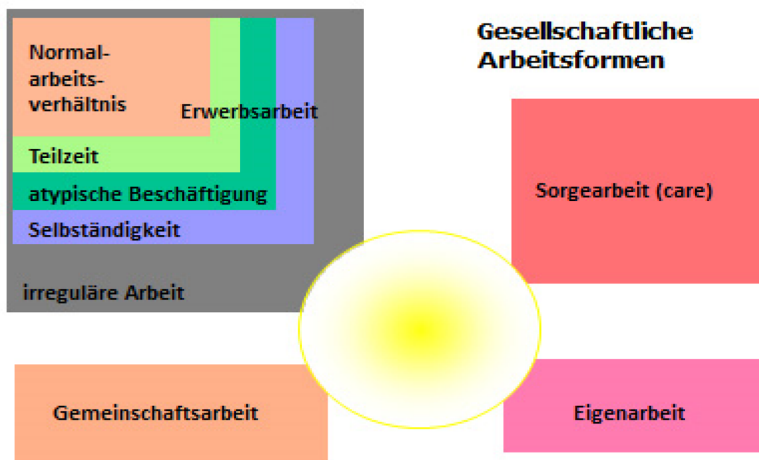 Gesellschaftliche
Arbeitsformen
Normal-
arbeits-
verhältnis
Erwerbsarbeit
Teilzeit
atypische Beschäftigung
Selbständigkeit
irreguläre Arbeit
Sorgearbeit (care)
Gemeinschaftsarbeit
Eigenarbeit